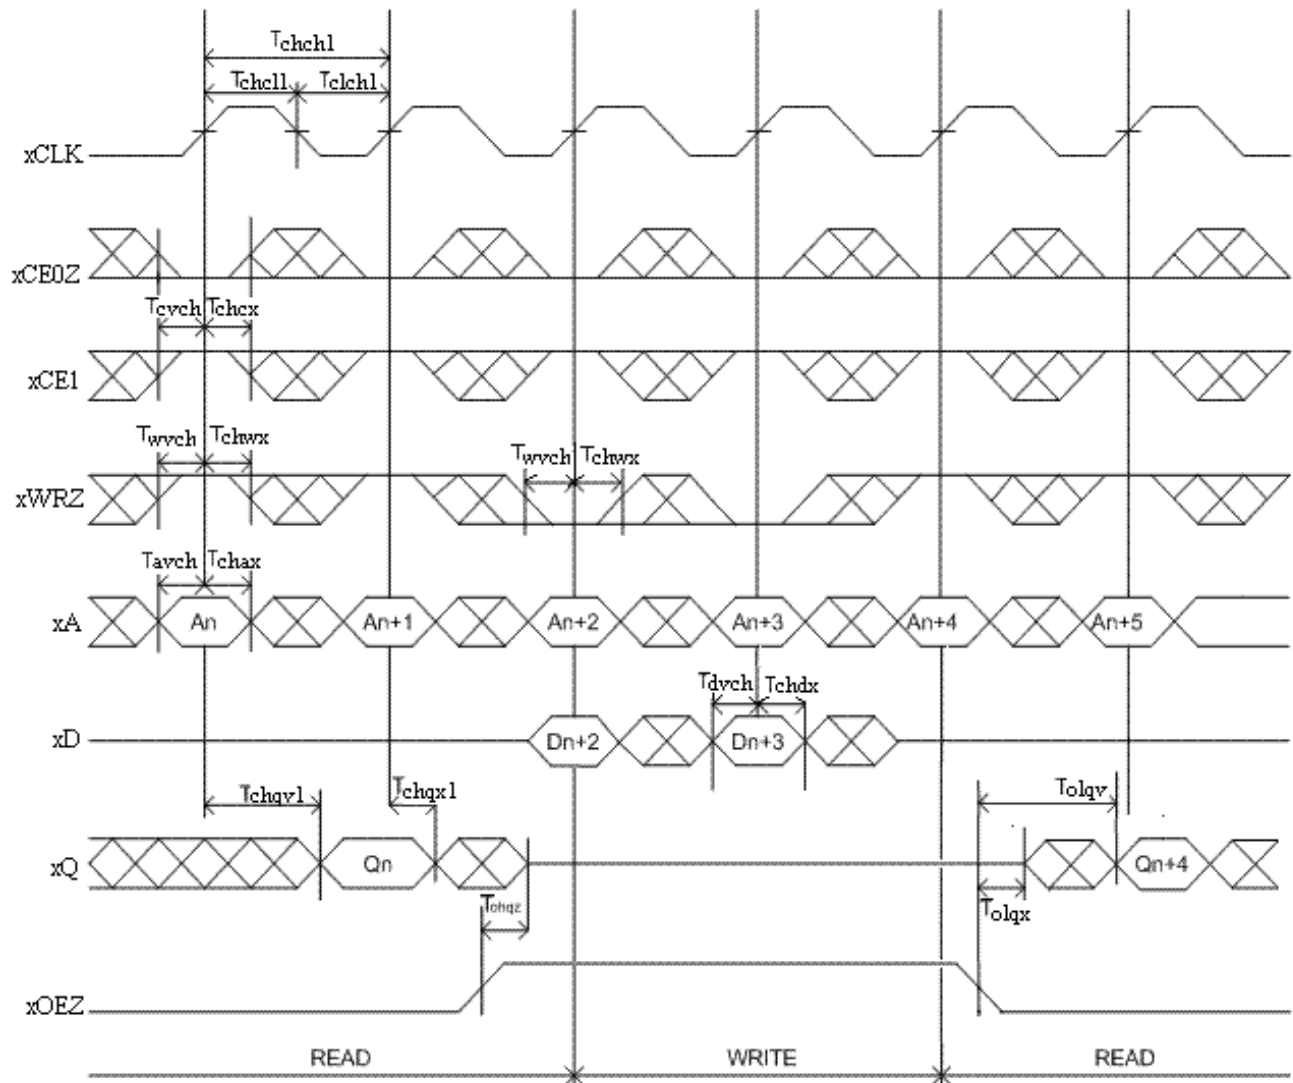 Tchch1
Tchcl1 Tclch1
xCLK
xCE0Z
Tcvch Tchcx
xCE1
Twvch Tchwx Twvch Tchwx
xWRZ
Tavch Tchax
xA An An+1 An+2 An+3 An+4 An+5
Tdvch Tchdx
xD Dn+2 Dn+3
Tchqv1 Tchqx1 Tolqv
xQ Qn Qn+4
Tohqz Tolqx
xOEZ
READ WRITE READ